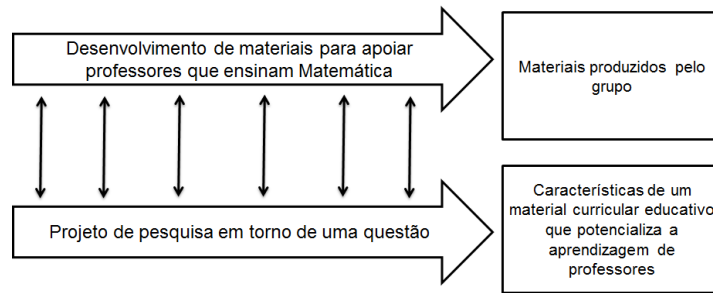 Desenvolvimento de materiais para apoiar
professores que ensinam Matemática
Materiais produzidos pelo
grupo
Projeto de pesquisa em torno de uma questão
Características de um
material curricular educativo
que potencializa a
aprendizagem de
professores